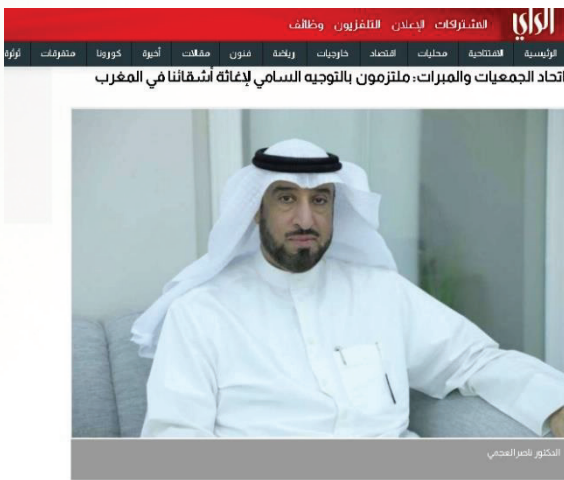 الراي
الاشتراكات الإعلان التلفزيون وظائف
الرئيسية الافتتاحية محليات اقتصاد خارجيات رياضة فنون مقالات أخيرة كورونا متفرقات
اتحاد الجمعيات والمبرات: ملتزمون بالتوجيه السامي لإغاثة أشقائنا في المغرب
الدكتور ناصر العجمي